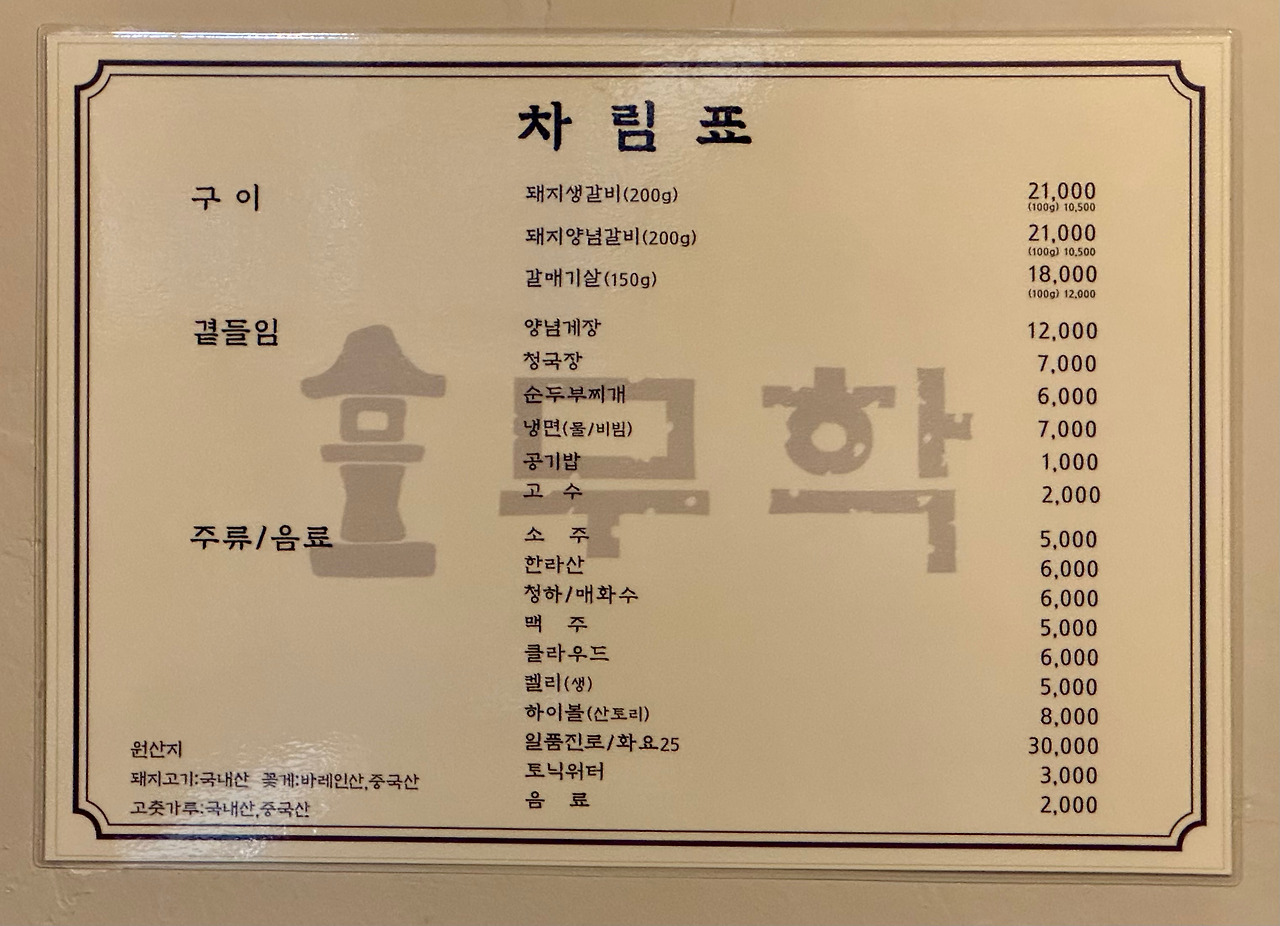 차림표
구이 돼지생갈비(200g) 21,000
(100g) 10,500
돼지양념갈비(200g) 21,000
(100g) 10,500
갈매기살(150g) 18,000
(100g) 12,000
곁들임 양념게장 12,000
청국장 7,000
순두부찌개 6,000
냉면(물/비빔) 7,000
공기밥 1,000
고 수 2,000
주류/음료 소 주 5,000
한라산 6,000
청하/매화수 6,000
맥 주 5,000
클라우드 6,000
켈리(생) 5,000
하이볼(산토리) 8,000
일품진로/화요25 30,000
토닉워터 3,000
음 료 2,000
원산지
돼지고기:국내산 꽃게:바레인산,중국산
고춧가루:국내산,중국산
무학